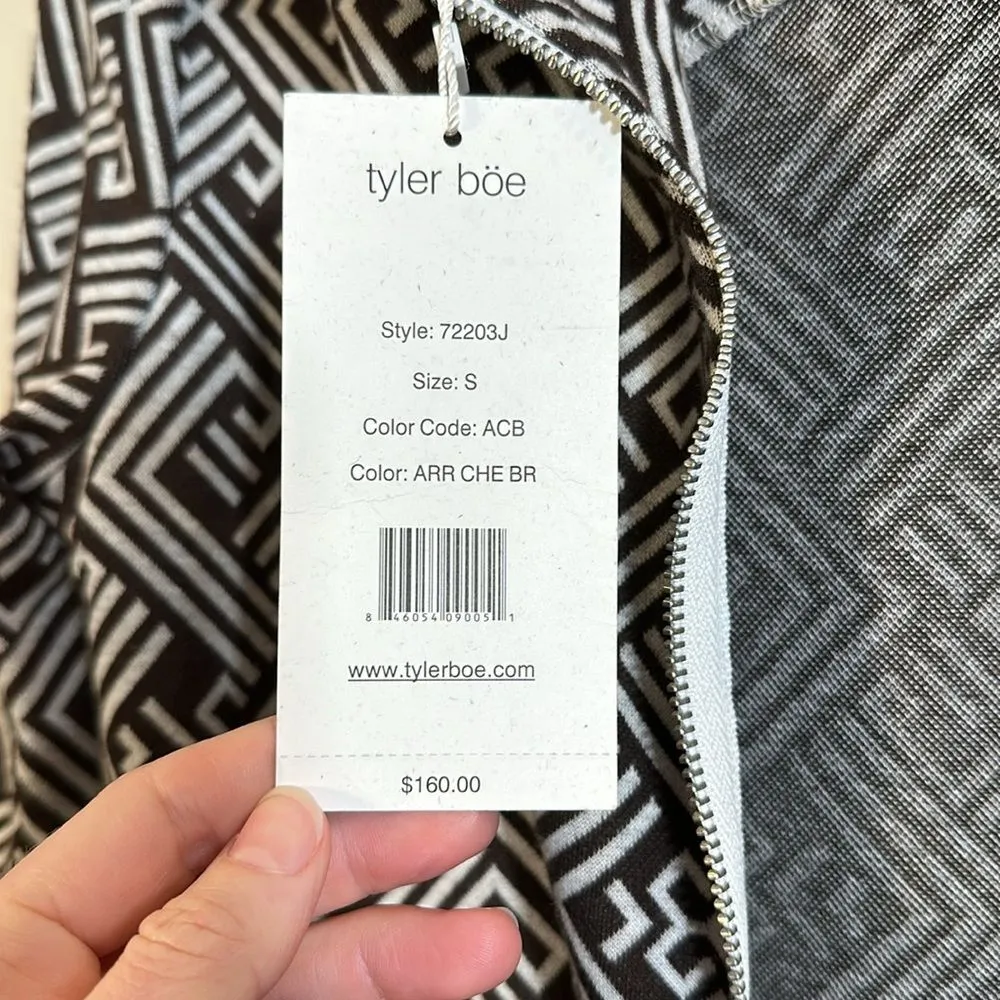 tyler böe
Style: 72203J
Size: S
Color Code: ACB
Color: ARR CHE BR
8 46054 09005 1
www.tylerboe.com
$160.00